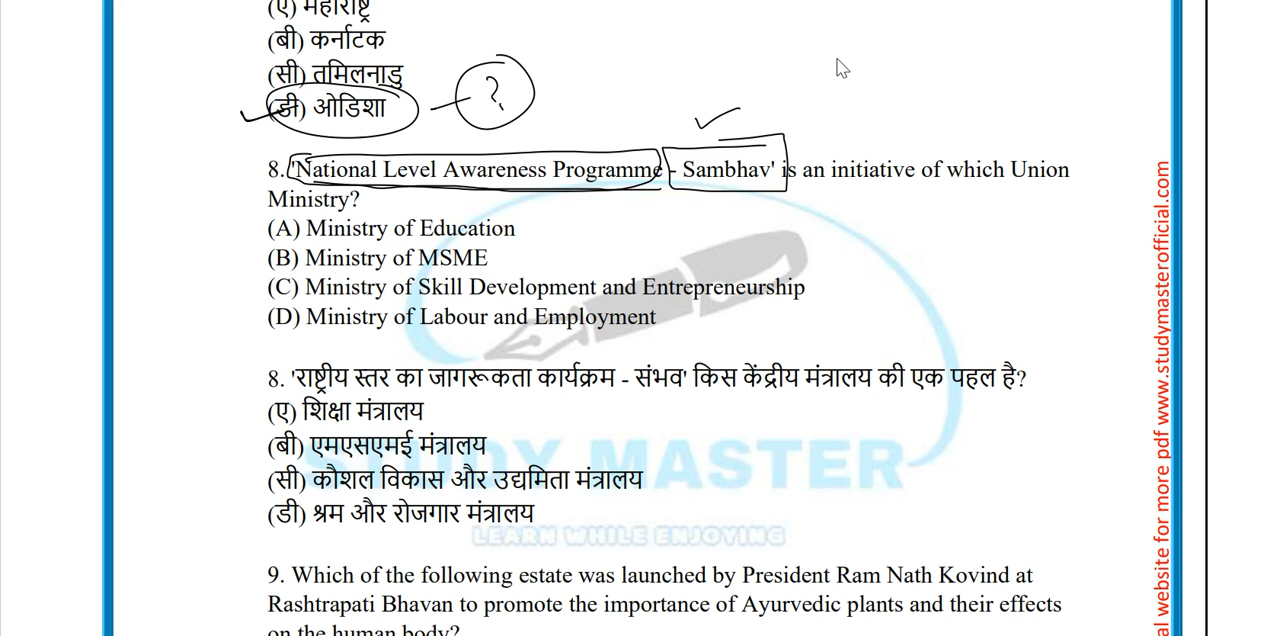 (ए) महाराष्ट्र
(बी) कर्नाटक
(सी) तमिलनाडु
(डी) ओडिशा
?
8. 'National Level Awareness Programme - Sambhav' is an initiative of which Union
Ministry?
(A) Ministry of Education
(B) Ministry of MSME
(C) Ministry of Skill Development and Entrepreneurship
(D) Ministry of Labour and Employment
8. 'राष्ट्रीय स्तर का जागरूकता कार्यक्रम - संभव' किस केंद्रीय मंत्रालय की एक पहल है?
(ए) शिक्षा मंत्रालय
(बी) एमएसएमई मंत्रालय
(सी) कौशल विकास और उद्यमिता मंत्रालय
(डी) श्रम और रोजगार मंत्रालय
STUDY MASTER
LEARN WHILE ENJOYING
9. Which of the following estate was launched by President Ram Nath Kovind at
Rashtrapati Bhavan to promote the importance of Ayurvedic plants and their effects
on the human body?
al website for more pdf www.studymasterofficial.com